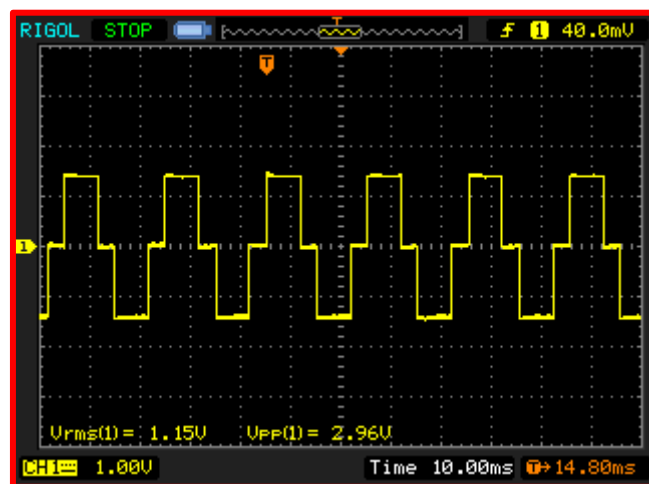 RIGOL STOP T 1 40.0mV
T
1
Vrms(1)= 1.15V Vpp(1)= 2.96V
CH1 1.00V Time 10.00ms T→14.80ms